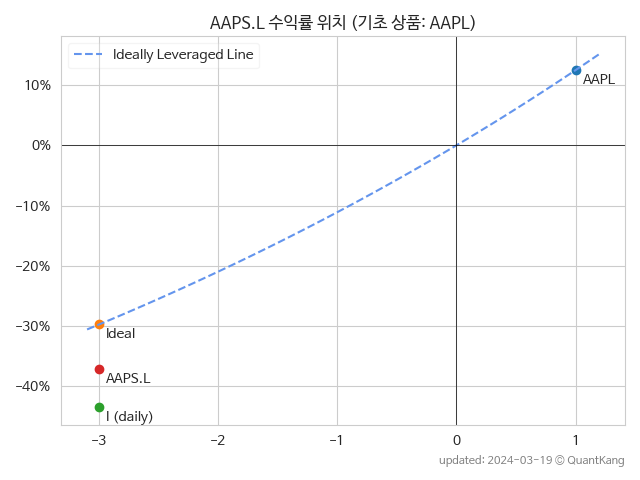 AAPS.L 수익률 위치 (기초 상품: AAPL)
Ideally Leveraged Line
10%
0%
-10%
-20%
-30%
-40%
AAPL
Ideal
AAPS.L
I (daily)
-3 -2 -1 0 1
updated: 2024-03-19 © QuantKang